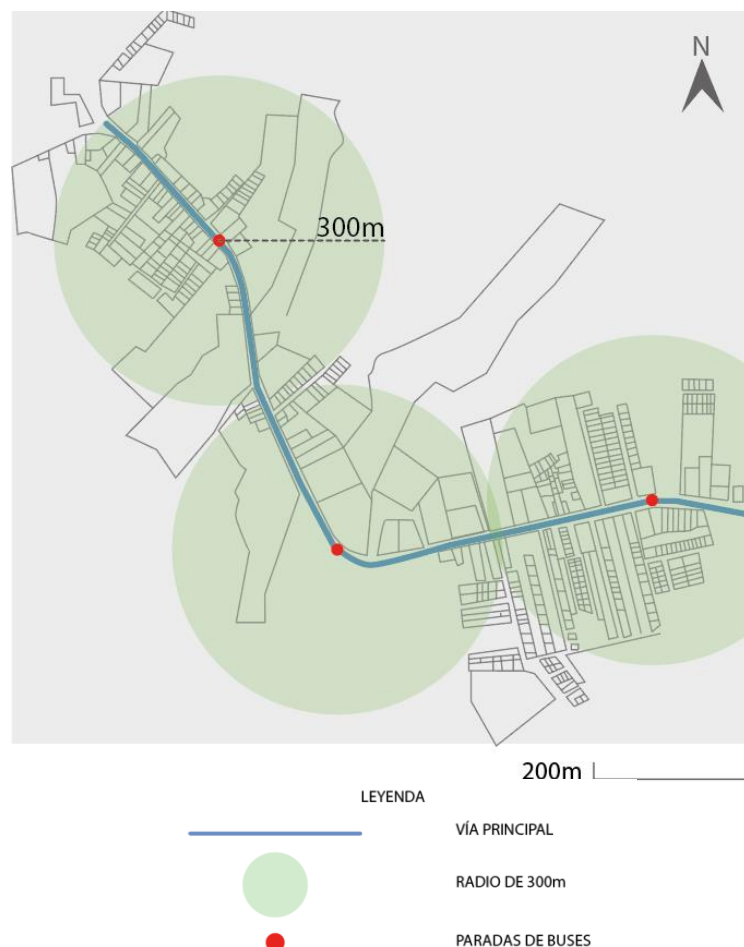 N
300m
200m
LEYENDA
VÍA PRINCIPAL
RADIO DE 300m
PARADAS DE BUSES